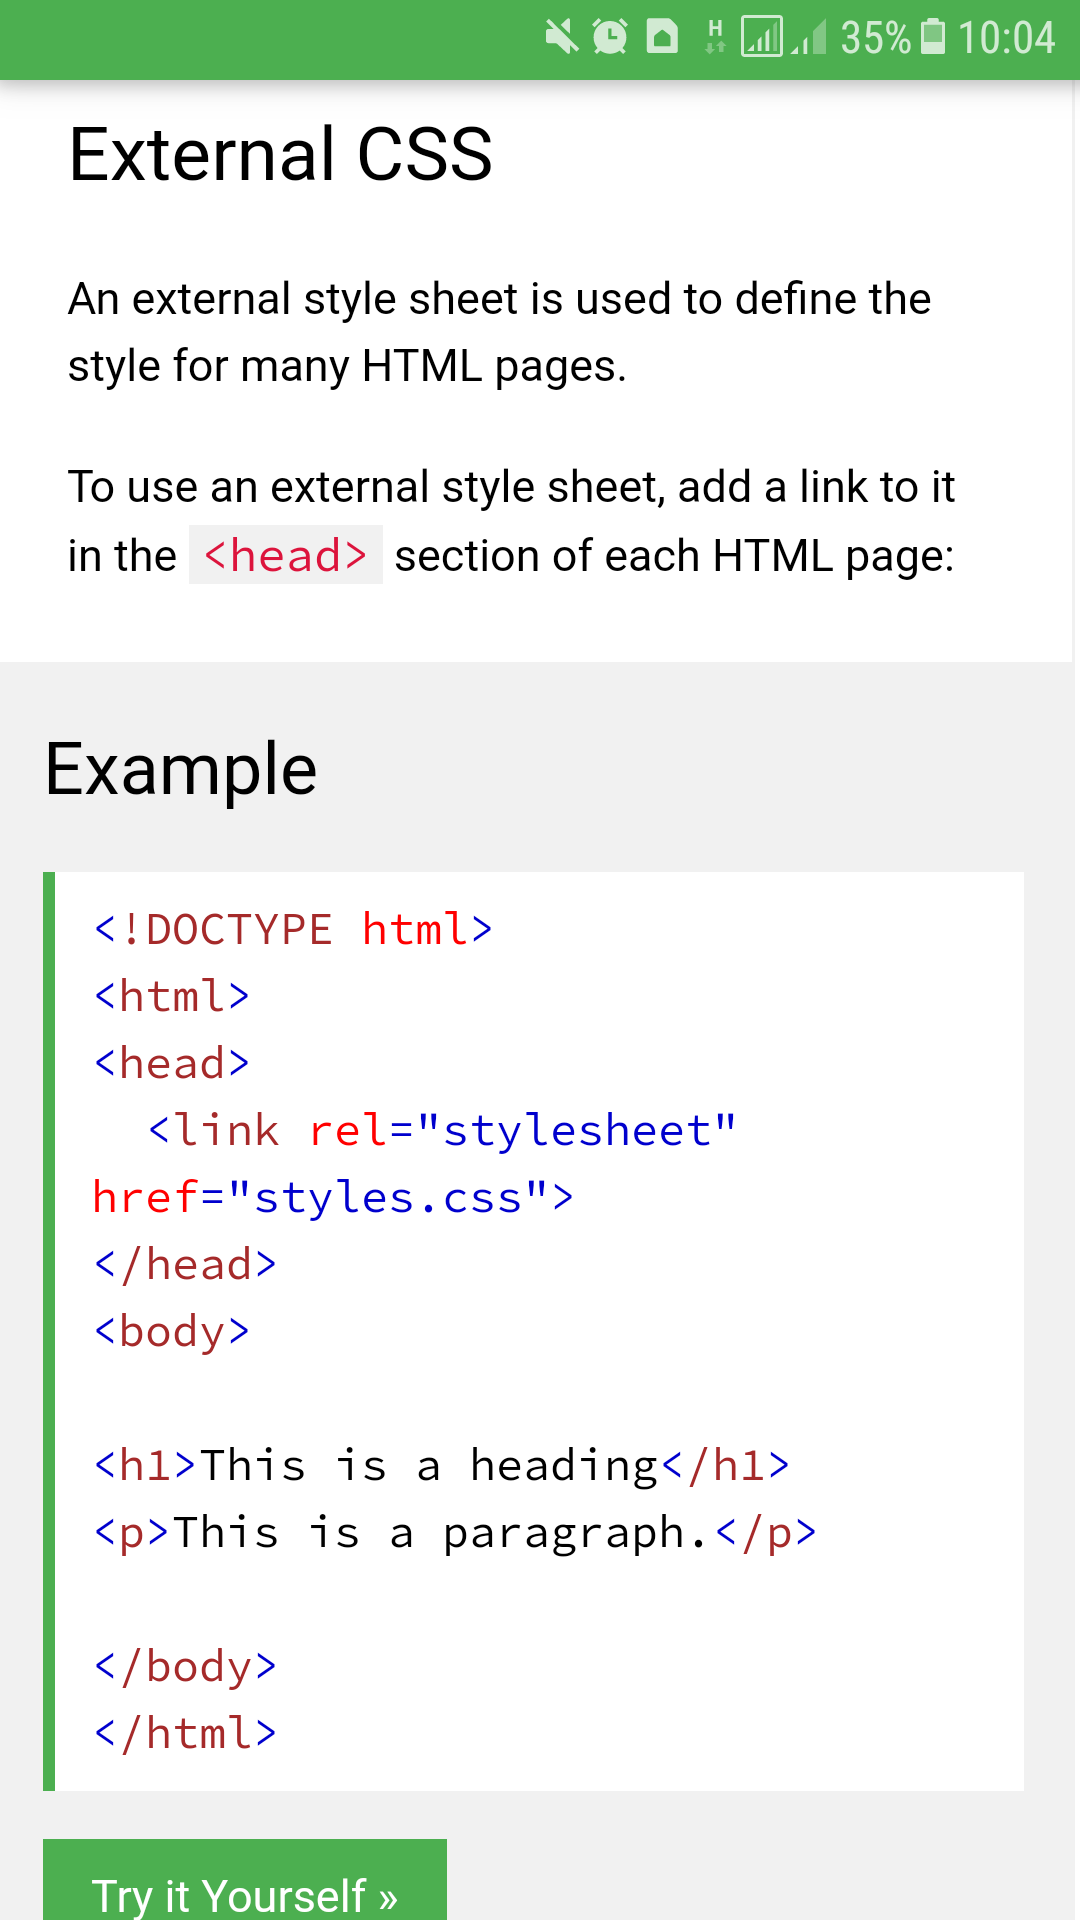 H 35% 10:04
External CSS
An external style sheet is used to define the
style for many HTML pages.
To use an external style sheet, add a link to it
in the <head> section of each HTML page:
Example
<!DOCTYPE html>
<html>
<head>
  <link rel="stylesheet"
href="styles.css">
</head>
<body>
<h1>This is a heading</h1>
<p>This is a paragraph.</p>
</body>
</html>
Try it Yourself »